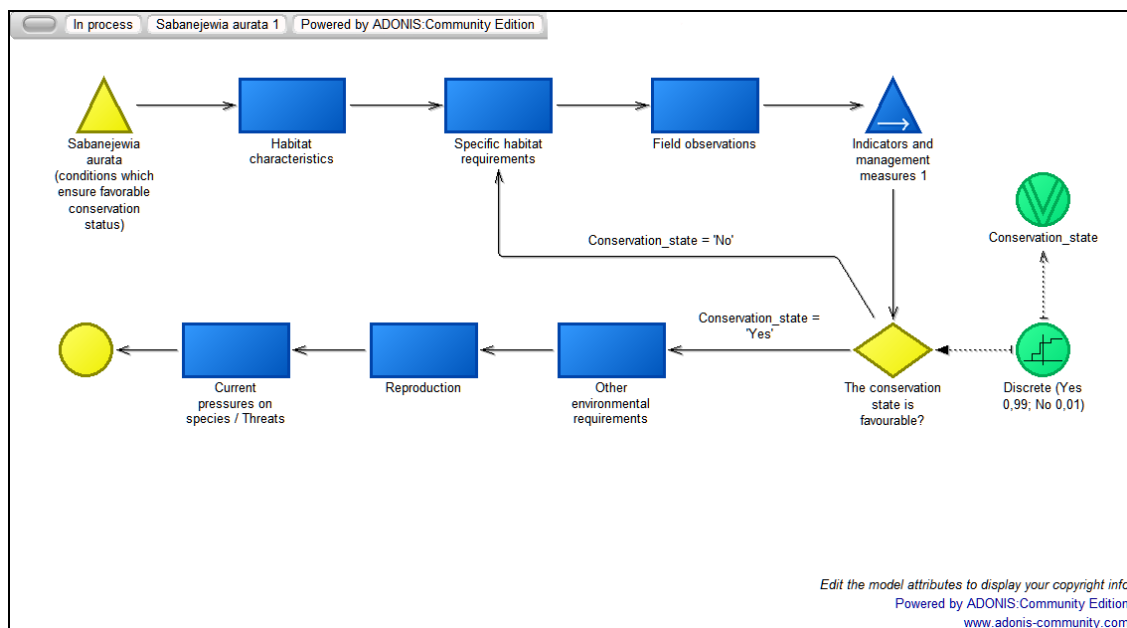 In process
Sabanejewia aurata 1
Powered by ADONIS:Community Edition
Sabanejewia
aurata
(conditions which
ensure favorable
conservation
status)
Habitat
characteristics
Specific habitat
requirements
Field observations
Indicators and
management
measures 1
Conservation_state
Conservation_state = 'No'
Conservation_state =
'Yes'
Current
pressures on
species / Threats
Reproduction
Other
environmental
requirements
The conservation
state is
favourable?
Discrete (Yes
0,99; No 0,01)
Edit the model attributes to display your copyright info
Powered by ADONIS:Community Edition
www.adonis-community.com